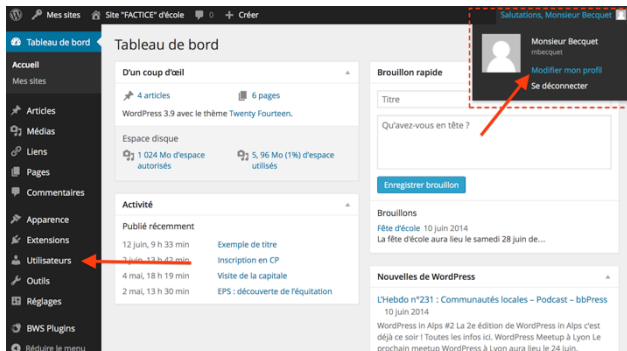 Mes sites Site "FACTICE" d'école 0 + Créer Salutations, Monsieur Becquet
Monsieur Becquet
mbecquet
Modifier mon profil
Se déconnecter
Tableau de bord
Accueil
Mes sites
Articles
Médias
Liens
Pages
Commentaires
Apparence
Extensions
Utilisateurs
Outils
Réglages
BWS Plugins
Réduire le menu
Tableau de bord
D'un coup d'œil
4 articles 6 pages
WordPress 3.9 avec le thème Twenty Fourteen.
Espace disque
1 024 Mo d'espace autorisés
5, 96 Mo (1%) d'espace utilisés
Activité
Publié récemment
12 juin, 9 h 33 min Exemple de titre
2 juin, 13 h 42 min Inscription en CP
4 mai, 18 h 19 min Visite de la capitale
2 mai, 13 h 30 min EPS : découverte de l'équitation
Brouillon rapide
Titre
Qu'avez-vous en tête ?
Enregistrer brouillon
Brouillons
Fête d'école 10 juin 2014
La fête d'école aura lieu le samedi 28 juin de…
Nouvelles de WordPress
L'Hebdo n°231 : Communautés locales – Podcast – bbPress
10 juin 2014
WordPress in Alps #2 La 2e édition de WordPress in Alps c'est
déjà ce soir ! Toutes les infos ici. WordPress Meetup à Lyon Le
prochain meetup WordPress à Lyon aura lieu le 24 juin.